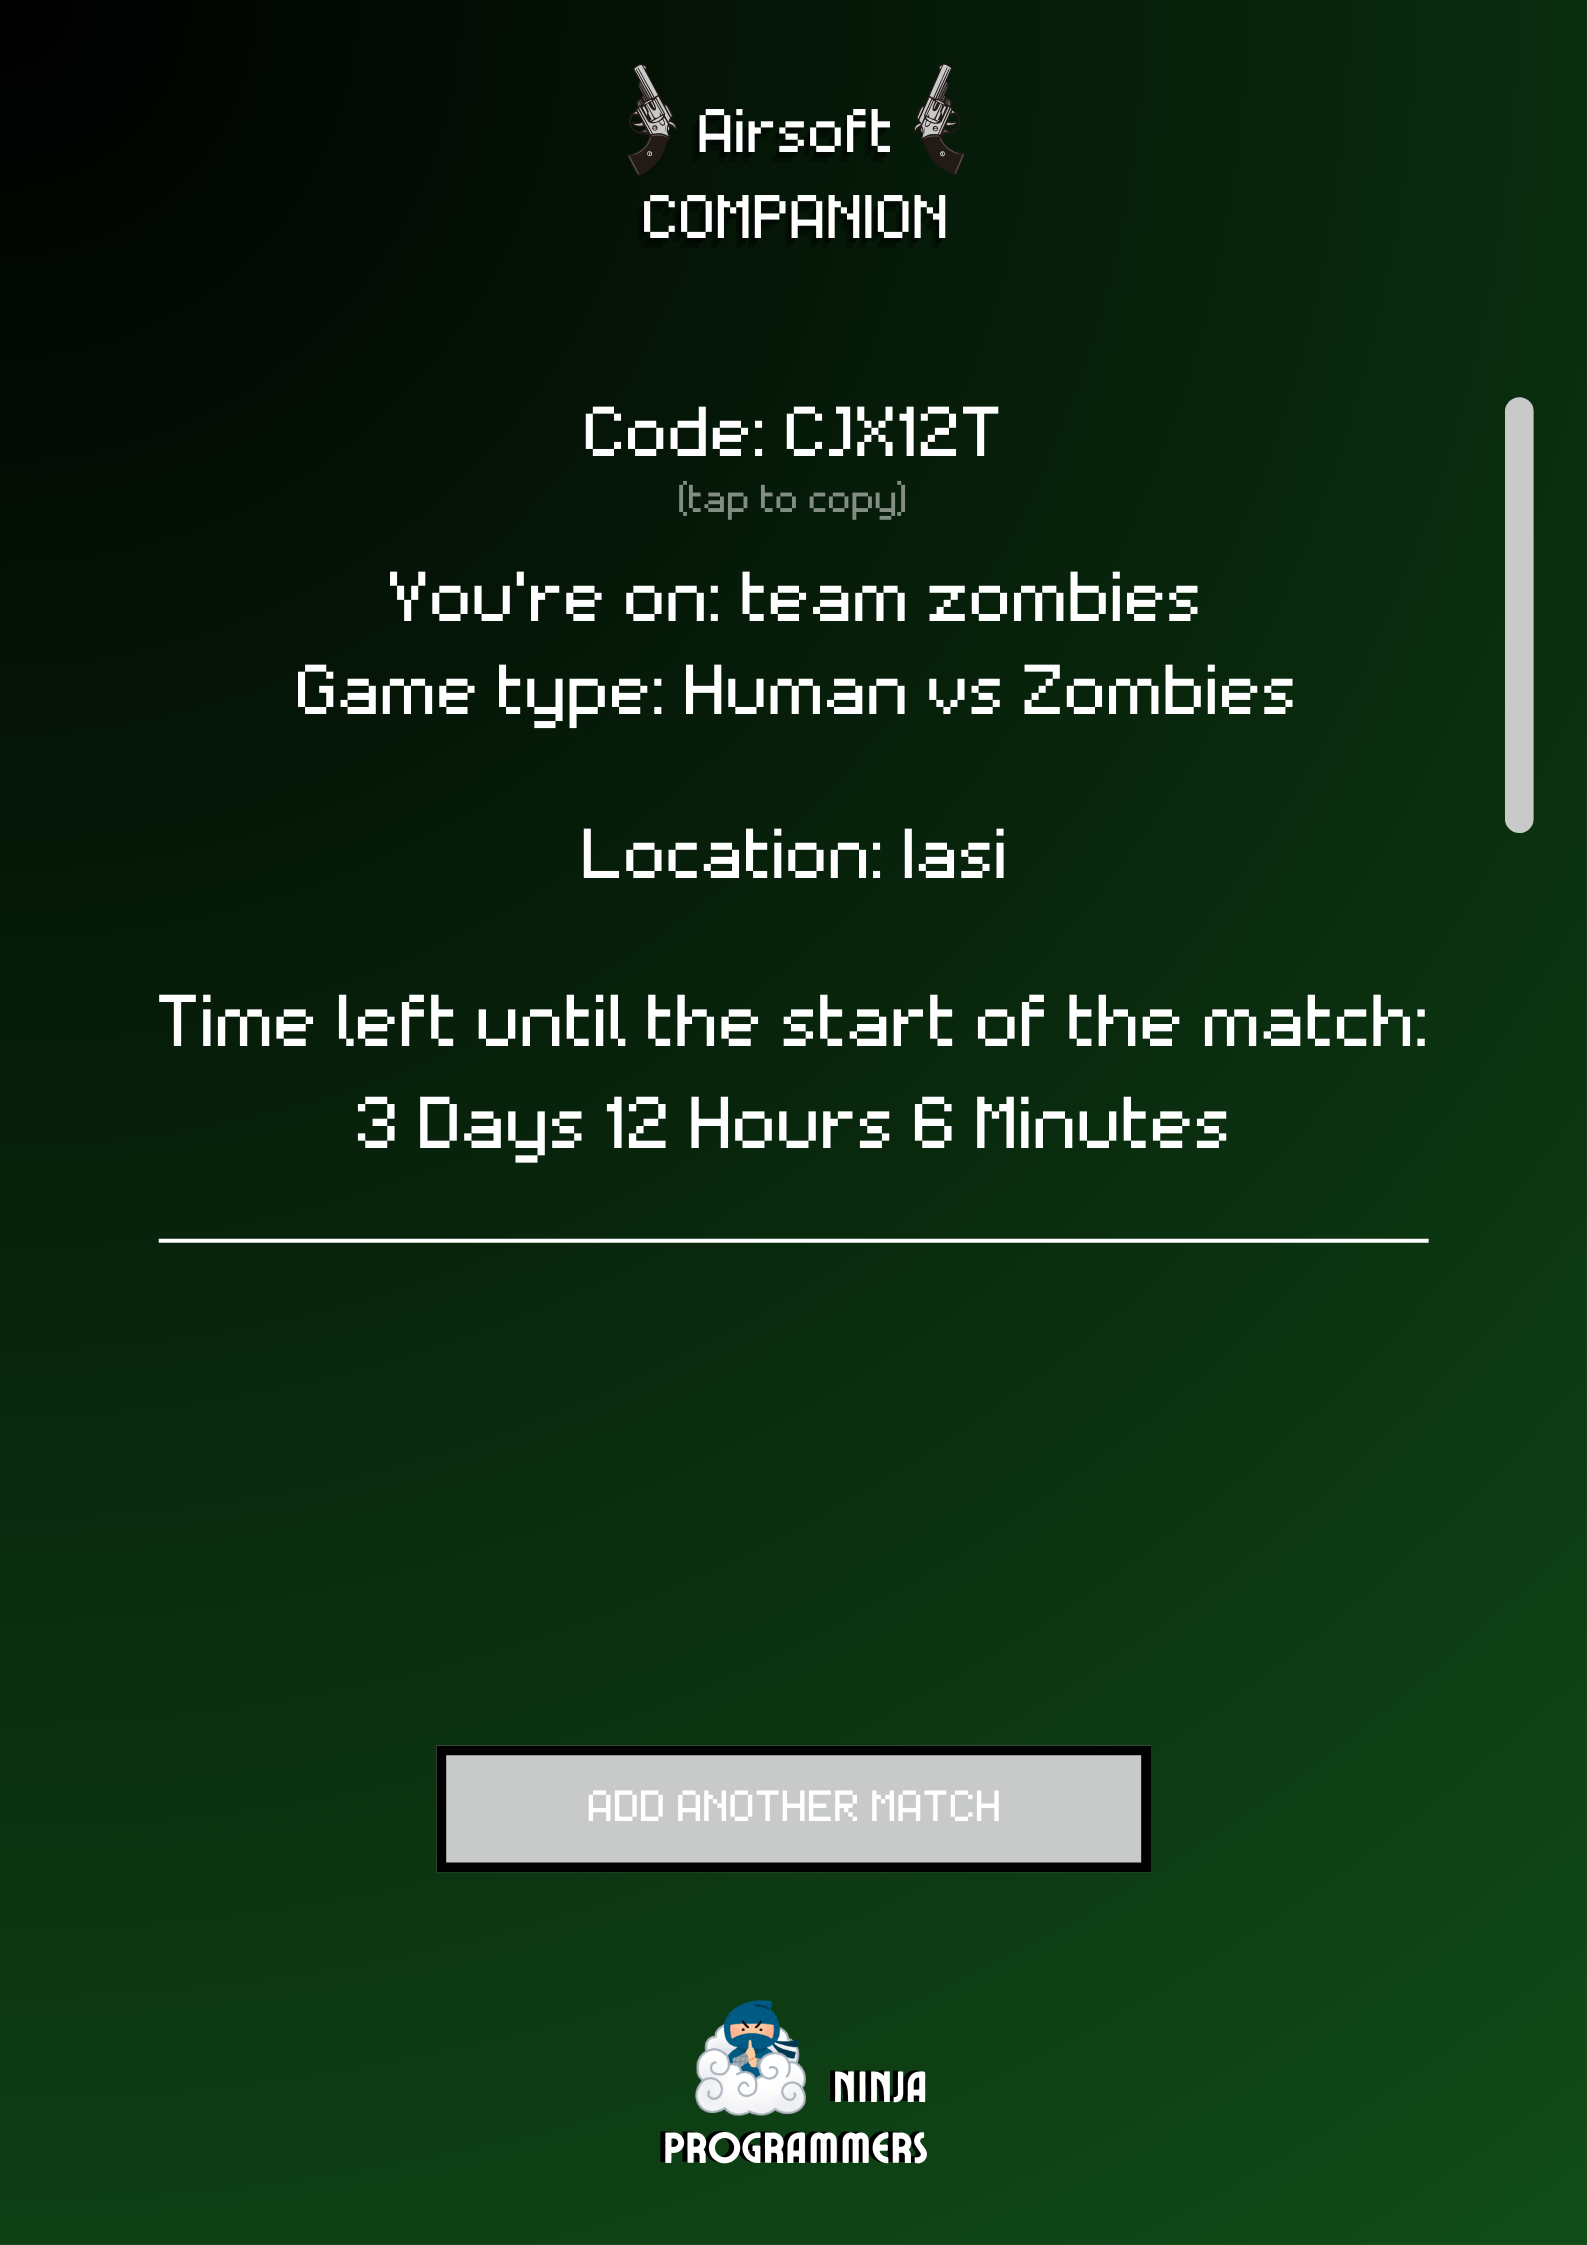 Airsoft
COMPANION
Code: CJX12T
(tap to copy)
You're on: team zombies
Game type: Human vs Zombies
Location: Iasi
Time left until the start of the match:
3 Days 12 Hours 6 Minutes
ADD ANOTHER MATCH
NINJA
PROGRAMMERS